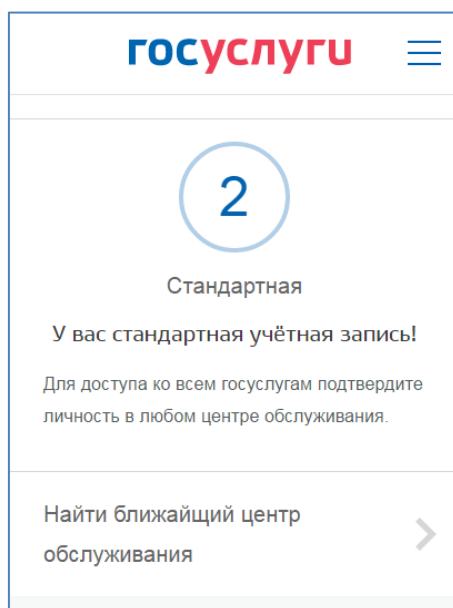 госуслуги
2
Стандартная
У вас стандартная учётная запись!
Для доступа ко всем госуслугам подтвердите
личность в любом центре обслуживания.
Найти ближайщий центр
обслуживания